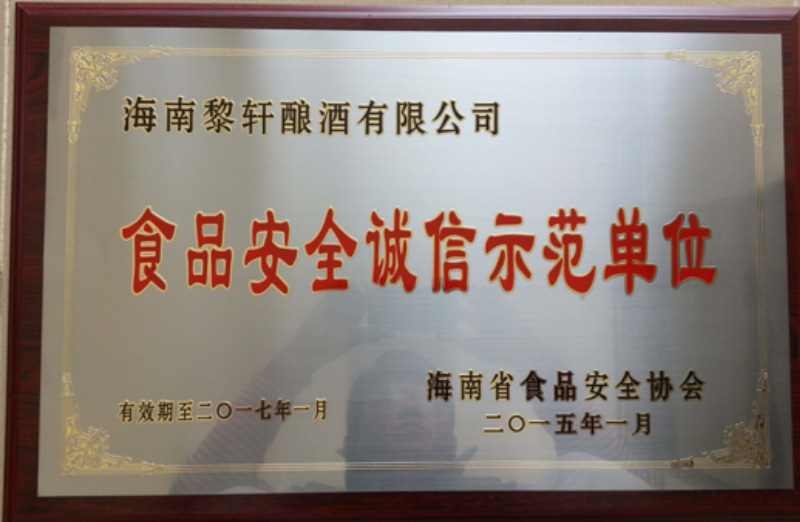 海南黎轩酿酒有限公司
食品安全诚信示范单位
海南省食品安全协会
有效期至二〇一七年一月
二〇一五年一月